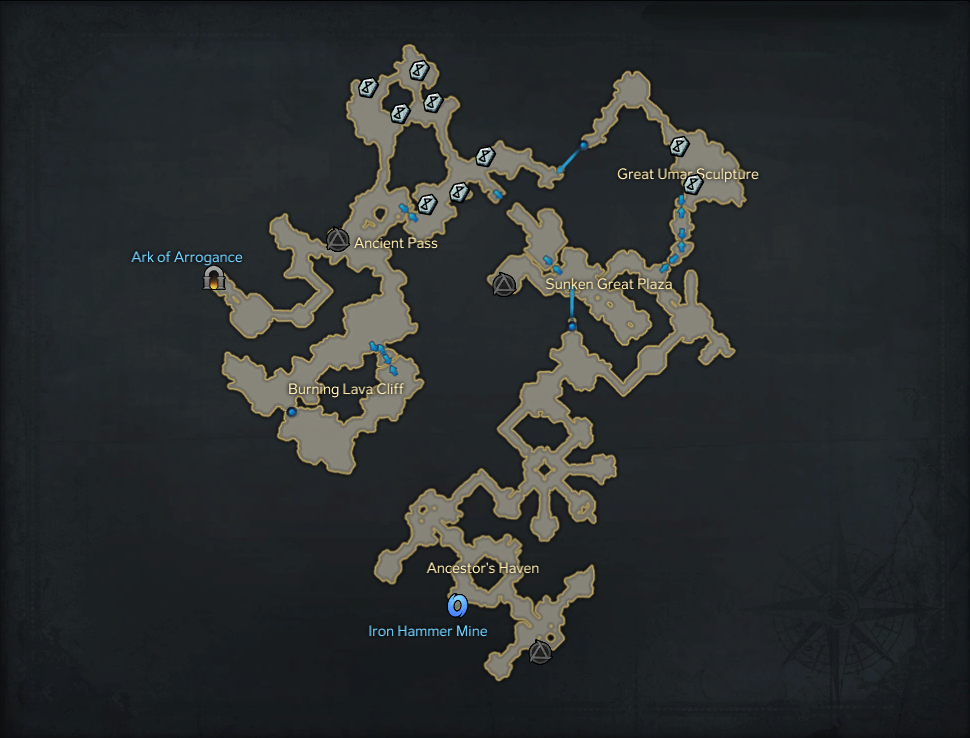 Great Umar Sculpture
Ancient Pass
Ark of Arrogance
Sunken Great Plaza
Burning Lava Cliff
Ancestor's Haven
Iron Hammer Mine